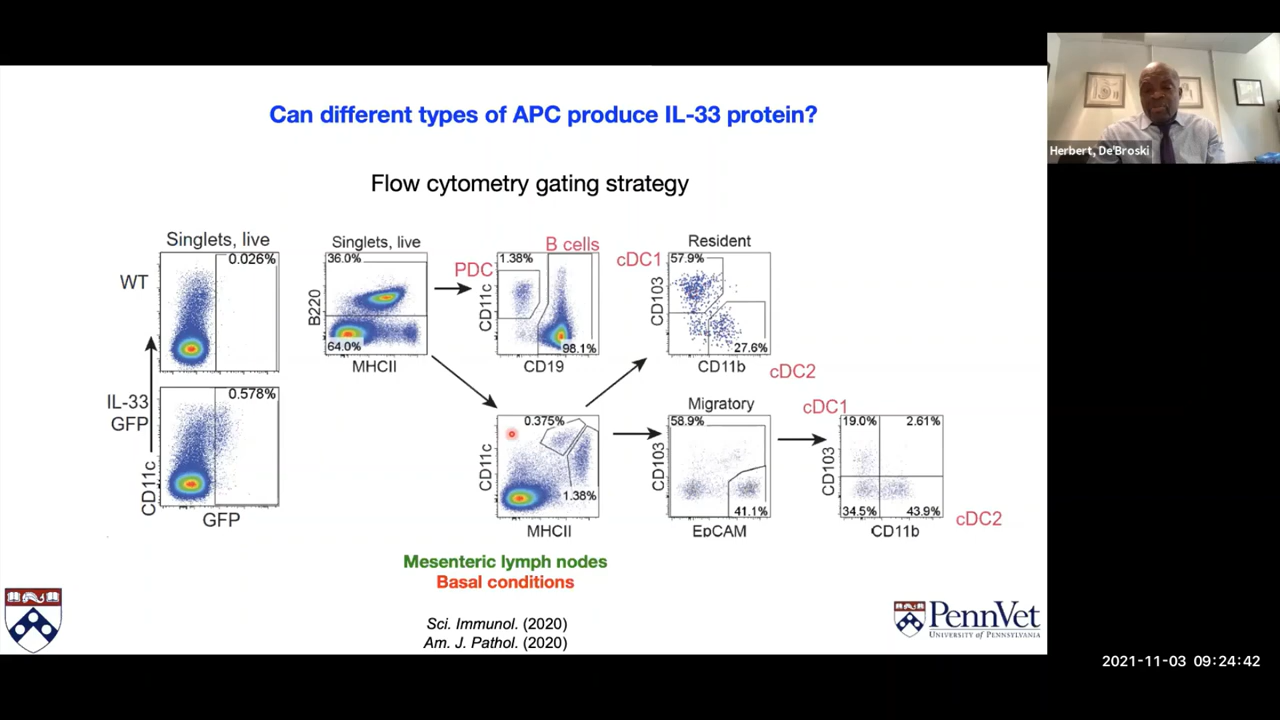 Can different types of APC produce IL-33 protein?
Herbert, De'Broski
Flow cytometry gating strategy
Singlets, live
0.026%
WT
IL-33
GFP
0.578%
CD11c
GFP
Singlets, live
36.0%
64.0%
B220
MHCII
PDC
B cells
1.38%
98.1%
CD11c
CD19
Resident
cDC1
57.9%
27.6%
CD103
CD11b
cDC2
0.375%
1.38%
CD11c
MHCII
Migratory
58.9%
41.1%
CD103
EpCAM
cDC1
19.0%
2.61%
34.5%
43.9%
CD103
CD11b
cDC2
Mesenteric lymph nodes
Basal conditions
Sci. Immunol. (2020)
Am. J. Pathol. (2020)
PennVet
UNIVERSITY of PENNSYLVANIA
2021-11-03 09:24:42